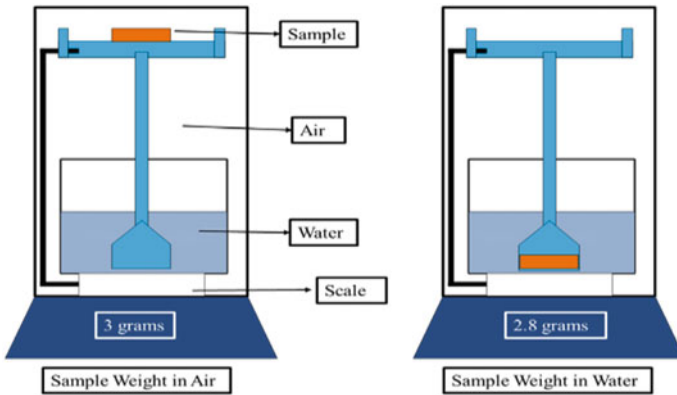 Sample
Air
Water
Scale
3 grams
Sample Weight in Air
2.8 grams
Sample Weight in Water